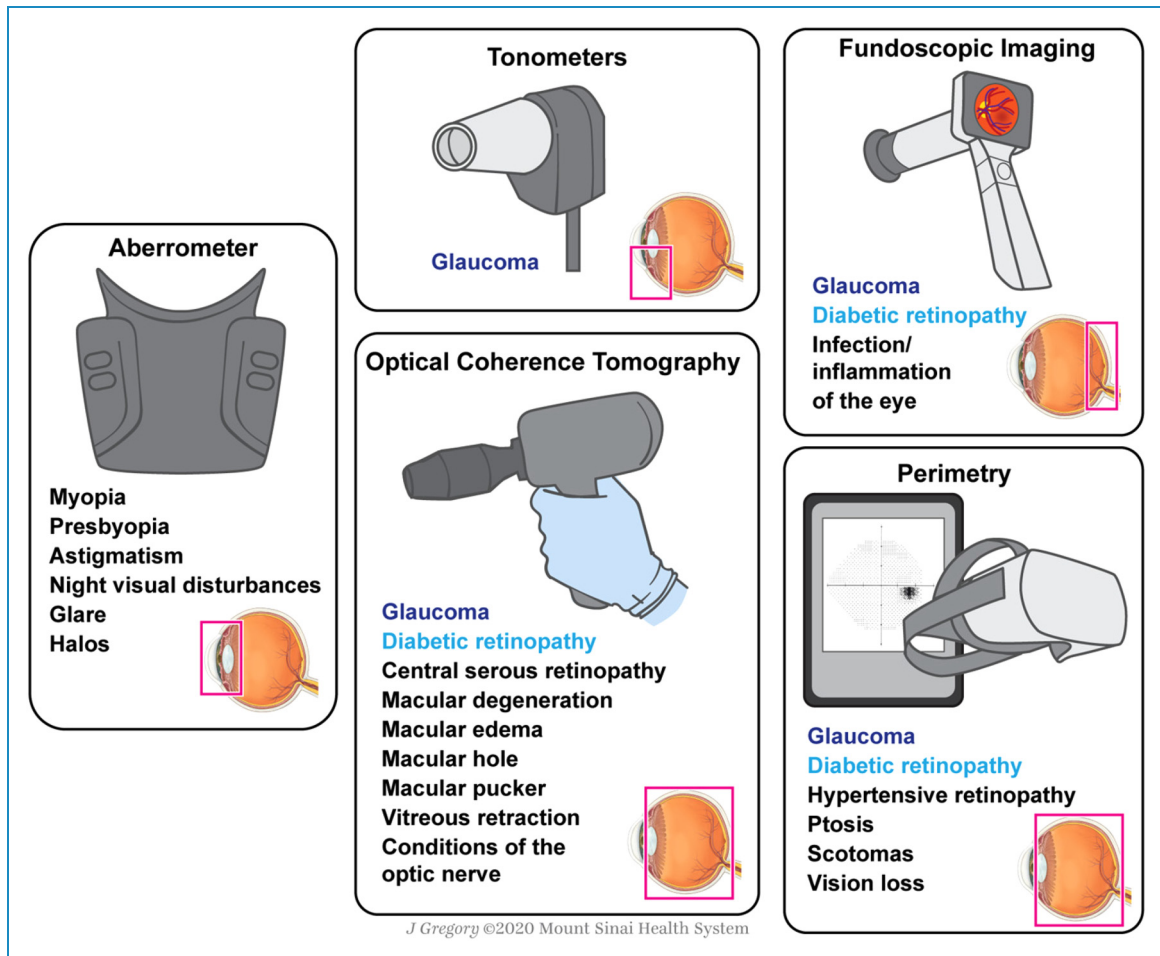 Tonometers
Glaucoma
Fundoscopic Imaging
Glaucoma
Diabetic retinopathy
Infection/
inflammation
of the eye
Aberrometer
Myopia
Presbyopia
Astigmatism
Night visual disturbances
Glare
Halos
Optical Coherence Tomography
Glaucoma
Diabetic retinopathy
Central serous retinopathy
Macular degeneration
Macular edema
Macular hole
Macular pucker
Vitreous retraction
Conditions of the
optic nerve
Perimetry
Glaucoma
Diabetic retinopathy
Hypertensive retinopathy
Ptosis
Scotomas
Vision loss
J Gregory ©2020 Mount Sinai Health System